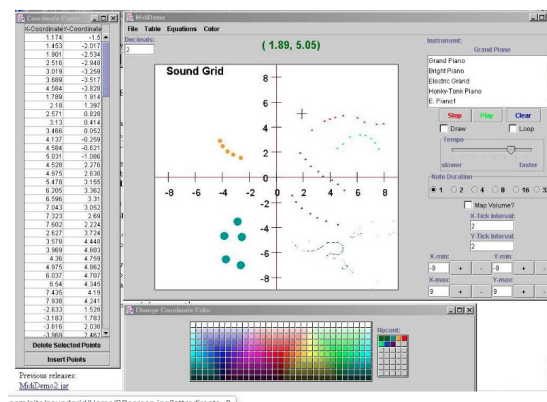 Coordinate Points
X-Coordinate Y-Coordinate
1.174 -1.5
1.453 -2.017
1.901 -2.534
2.516 -2.948
3.019 -3.259
3.689 -3.517
4.584 -3.828
1.789 1.914
2.18 1.397
2.571 0.828
3.13 0.414
3.466 0.052
4.137 -0.259
4.584 -0.621
5.031 -1.086
4.528 2.276
4.975 2.638
5.478 3.155
6.205 3.362
6.596 3.31
7.043 3.052
7.323 2.69
7.602 2.224
2.627 3.724
3.578 4.448
3.969 4.603
4.36 4.759
4.975 4.862
6.037 4.707
6.54 4.345
7.435 4.19
7.938 4.241
-2.633 1.528
-3.183 1.783
-3.616 2.038
-3.969 2.462
Delete Selected Points
Insert Points
Previous releases:
MidiDemo2.jar
MidiDemo
File Table Equations Color
Decimals:
2
( 1.89, 5.05)
Sound Grid
8
6
4
2
0
-8 -6 -4 -2 0 2 4 6 8
-2
-4
-6
-8
Instrument:
Grand Piano
Grand Piano
Bright Piano
Electric Grand
Honky-Tonk Piano
E. Piano1
Stop Play Clear
Draw Loop
Tempo
slower faster
Note Duration
1 2 4 8 16 32
Map Volume?
X-Tick Interval:
2
Y-Tick Interval:
2
X-min: Y-min:
-9 + - -9 + -
X-max: Y-max:
9 + - 9 + -
Change Coordinate Color
Recent: